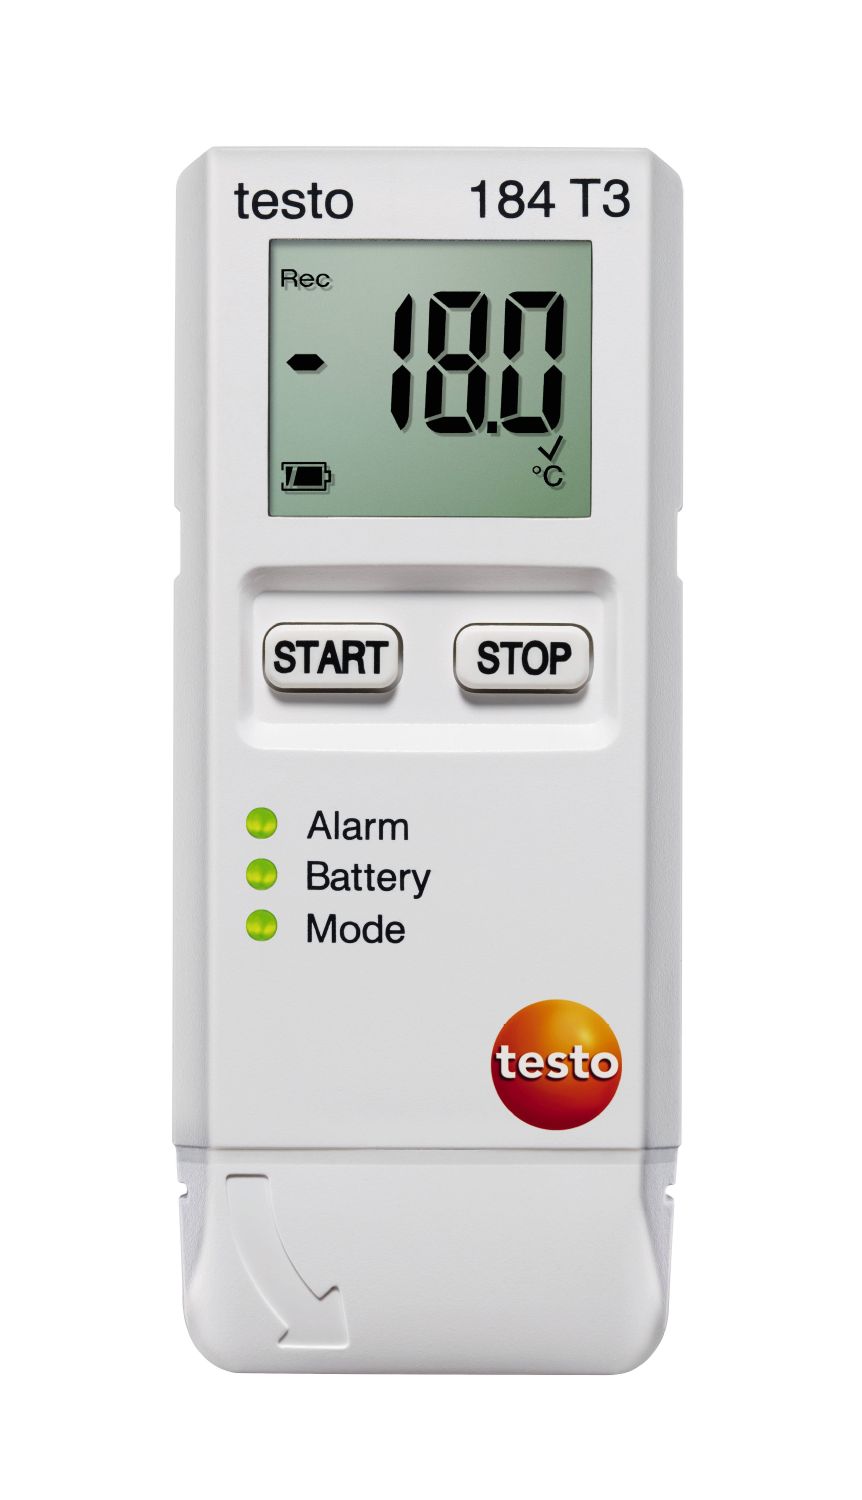 testo 184 T3
Rec
-18.0
✓
°C
START STOP
Alarm
Battery
Mode
testo